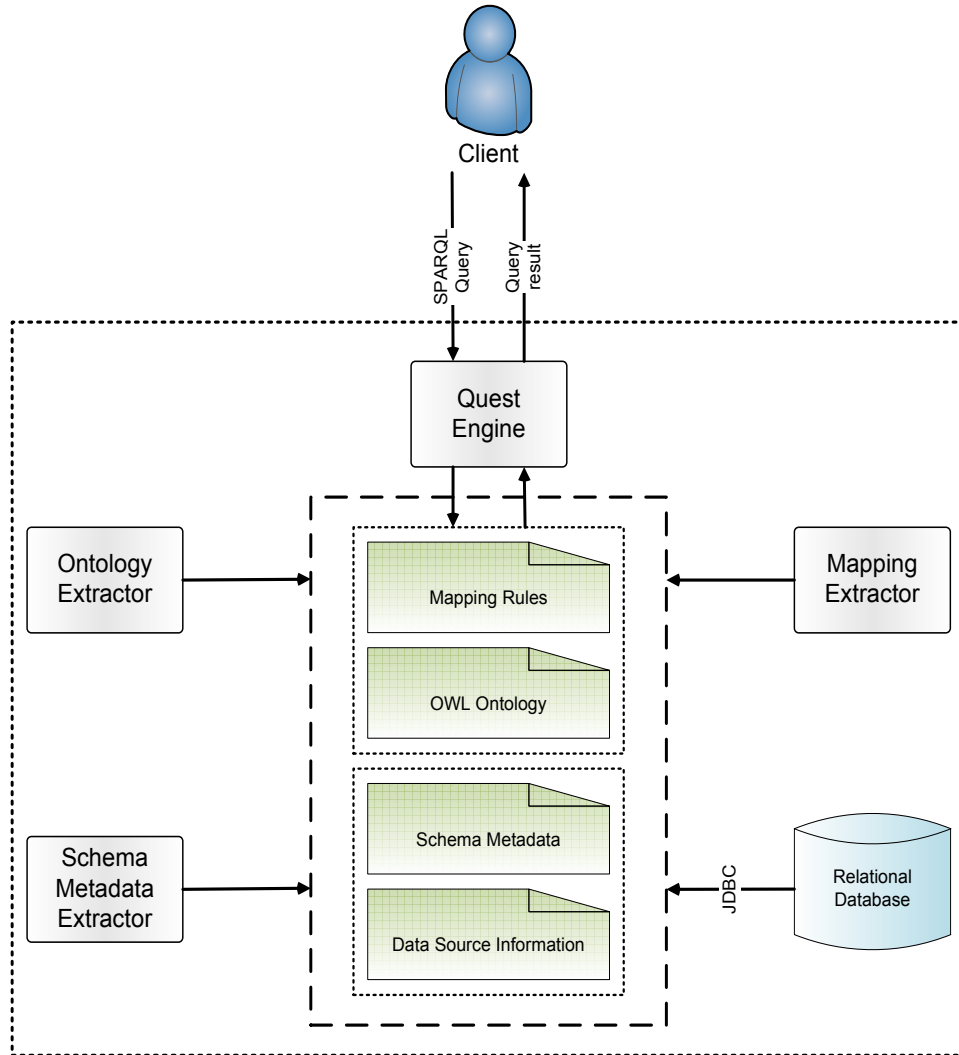 Client
SPARQL
Query
Query
result
Quest
Engine
Ontology
Extractor
Mapping Rules
Mapping
Extractor
OWL Ontology
Schema
Metadata
Extractor
Schema Metadata
Data Source Information
JDBC
Relational
Database